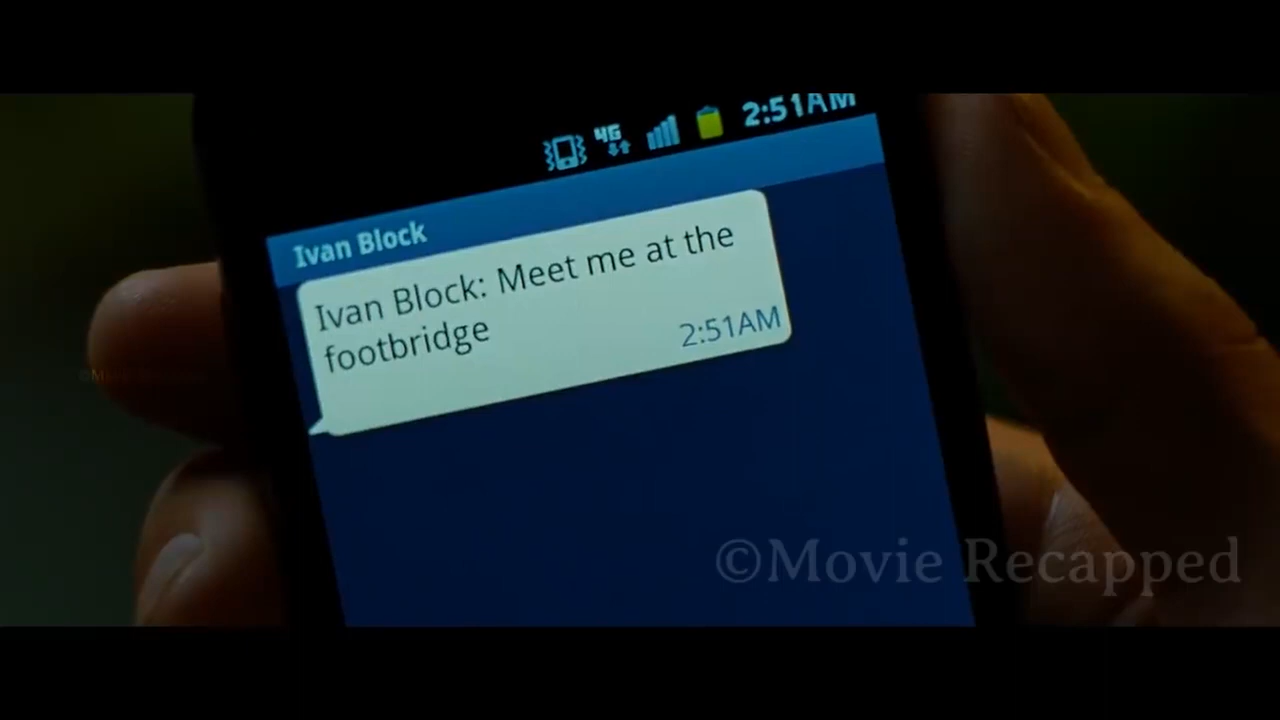 4G
2:51AM
Ivan Block
Ivan Block: Meet me at the
footbridge
2:51AM
©Movie Recapped